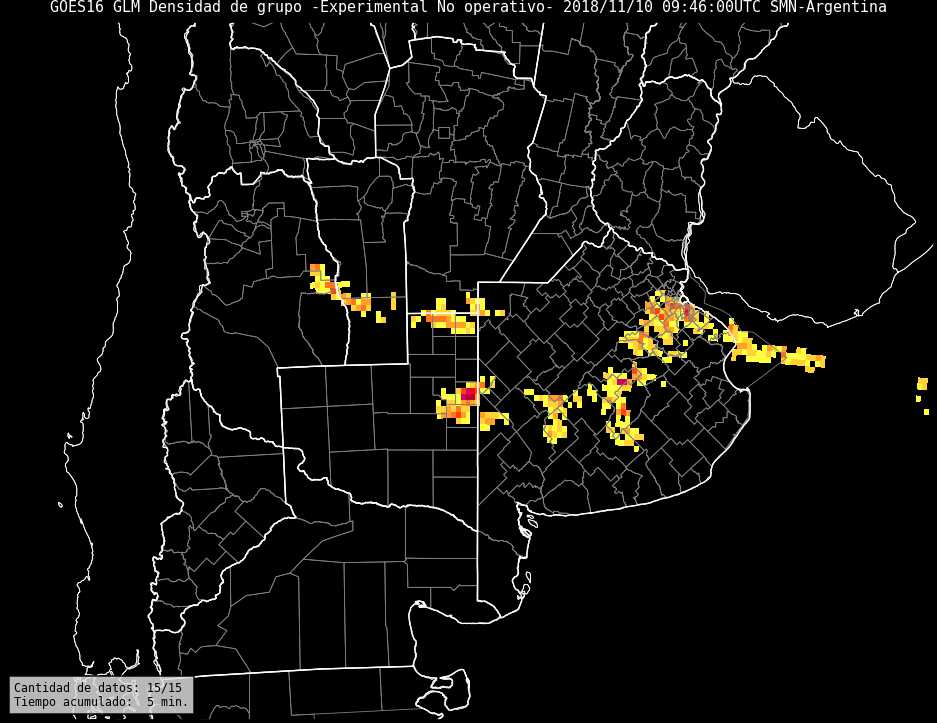 GOES16 GLM Densidad de grupo -Experimental No operativo- 2018/11/10 09:46:00UTC SMN-Argentina
Cantidad de datos: 15/15
Tiempo acumulado:  5 min.